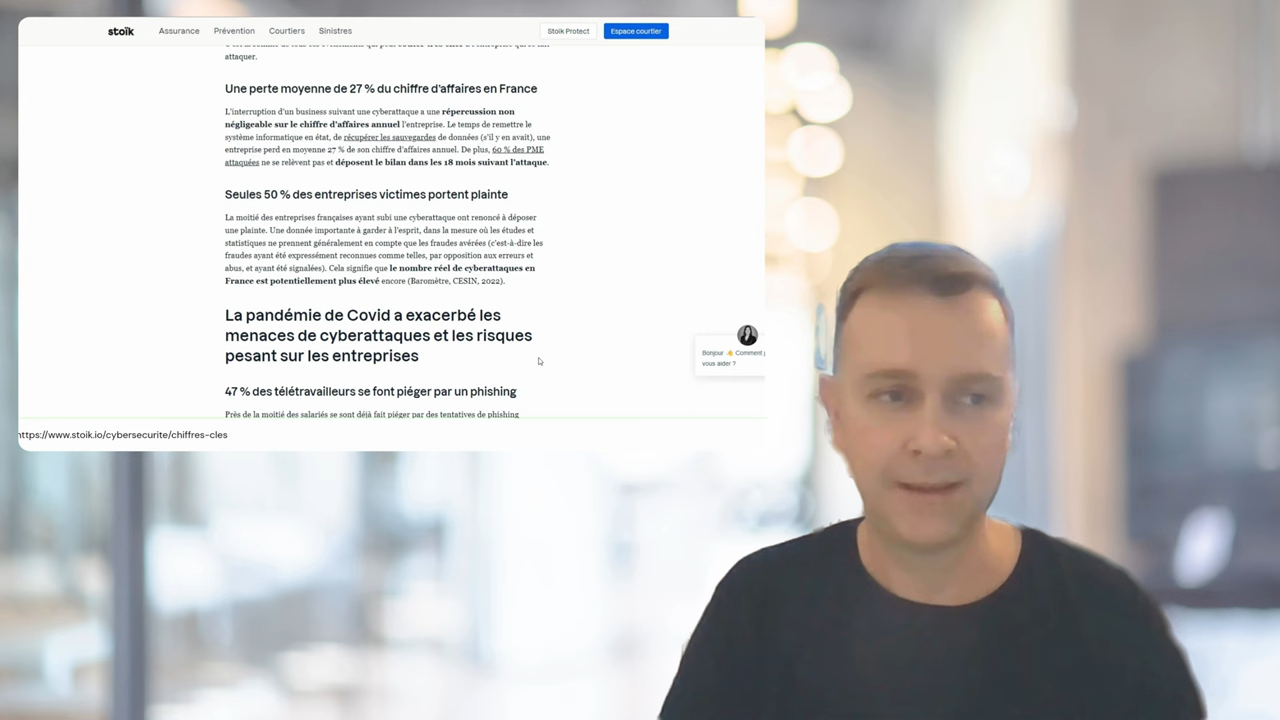 stoïk
Assurance Prévention Courtiers Sinistres
Stoik Protect Espace courtier
attaquer.
Une perte moyenne de 27 % du chiffre d'affaires en France
L'interruption d'un business suivant une cyberattaque a une répercussion non
négligeable sur le chiffre d'affaires annuel l'entreprise. Le temps de remettre le
système informatique en état, de récupérer les sauvegardes de données (s'il y en avait), une
entreprise perd en moyenne 27 % de son chiffre d'affaires annuel. De plus, 60 % des PME
attaquées ne se relèvent pas et déposent le bilan dans les 18 mois suivant l'attaque.
Seules 50 % des entreprises victimes portent plainte
La moitié des entreprises françaises ayant subi une cyberattaque ont renoncé à déposer
une plainte. Une donnée importante à garder à l'esprit, dans la mesure où les études et
statistiques ne prennent généralement en compte que les fraudes avérées (c'est-à-dire les
fraudes ayant été expressément reconnues comme telles, par opposition aux erreurs et
abus, et ayant été signalées). Cela signifie que le nombre réel de cyberattaques en
France est potentiellement plus élevé encore (Baromètre, CESIN, 2022).
La pandémie de Covid a exacerbé les
menaces de cyberattaques et les risques
pesant sur les entreprises
Bonjour 👋 Comment
vous aider ?
47 % des télétravailleurs se font piéger par un phishing
Près de la moitié des salariés se sont déjà fait piéger par des tentatives de phishing
https://www.stoik.io/cybersecurite/chiffres-cles